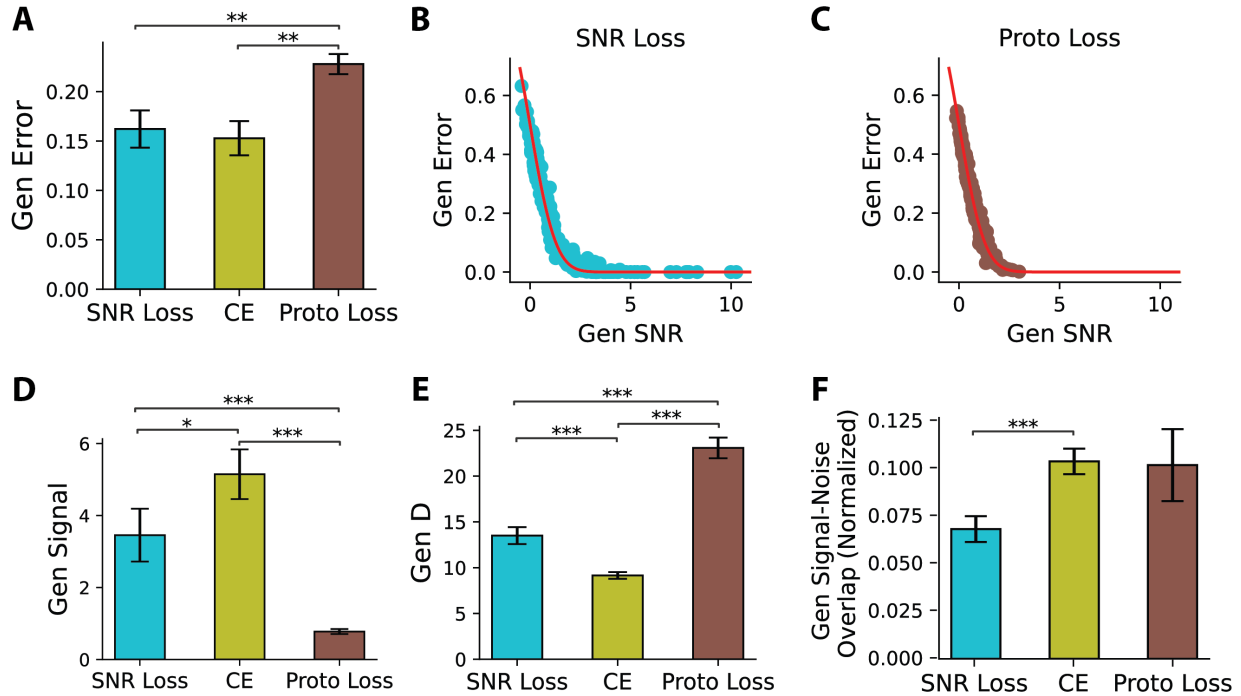 A
**
**
Gen Error
0.20
0.15
0.10
0.05
0.00
SNR Loss
CE
Proto Loss
B
SNR Loss
Gen Error
0.6
0.4
0.2
0.0
0
5
10
Gen SNR
C
Proto Loss
Gen Error
0.6
0.4
0.2
0.0
0
5
10
Gen SNR
D
***
*
***
Gen Signal
6
4
2
0
SNR Loss
CE
Proto Loss
E
***
***
***
Gen D
25
20
15
10
5
0
SNR Loss
CE
Proto Loss
F
***
Gen Signal-Noise
Overlap (Normalized)
0.125
0.100
0.075
0.050
0.025
0.000
SNR Loss
CE
Proto Loss